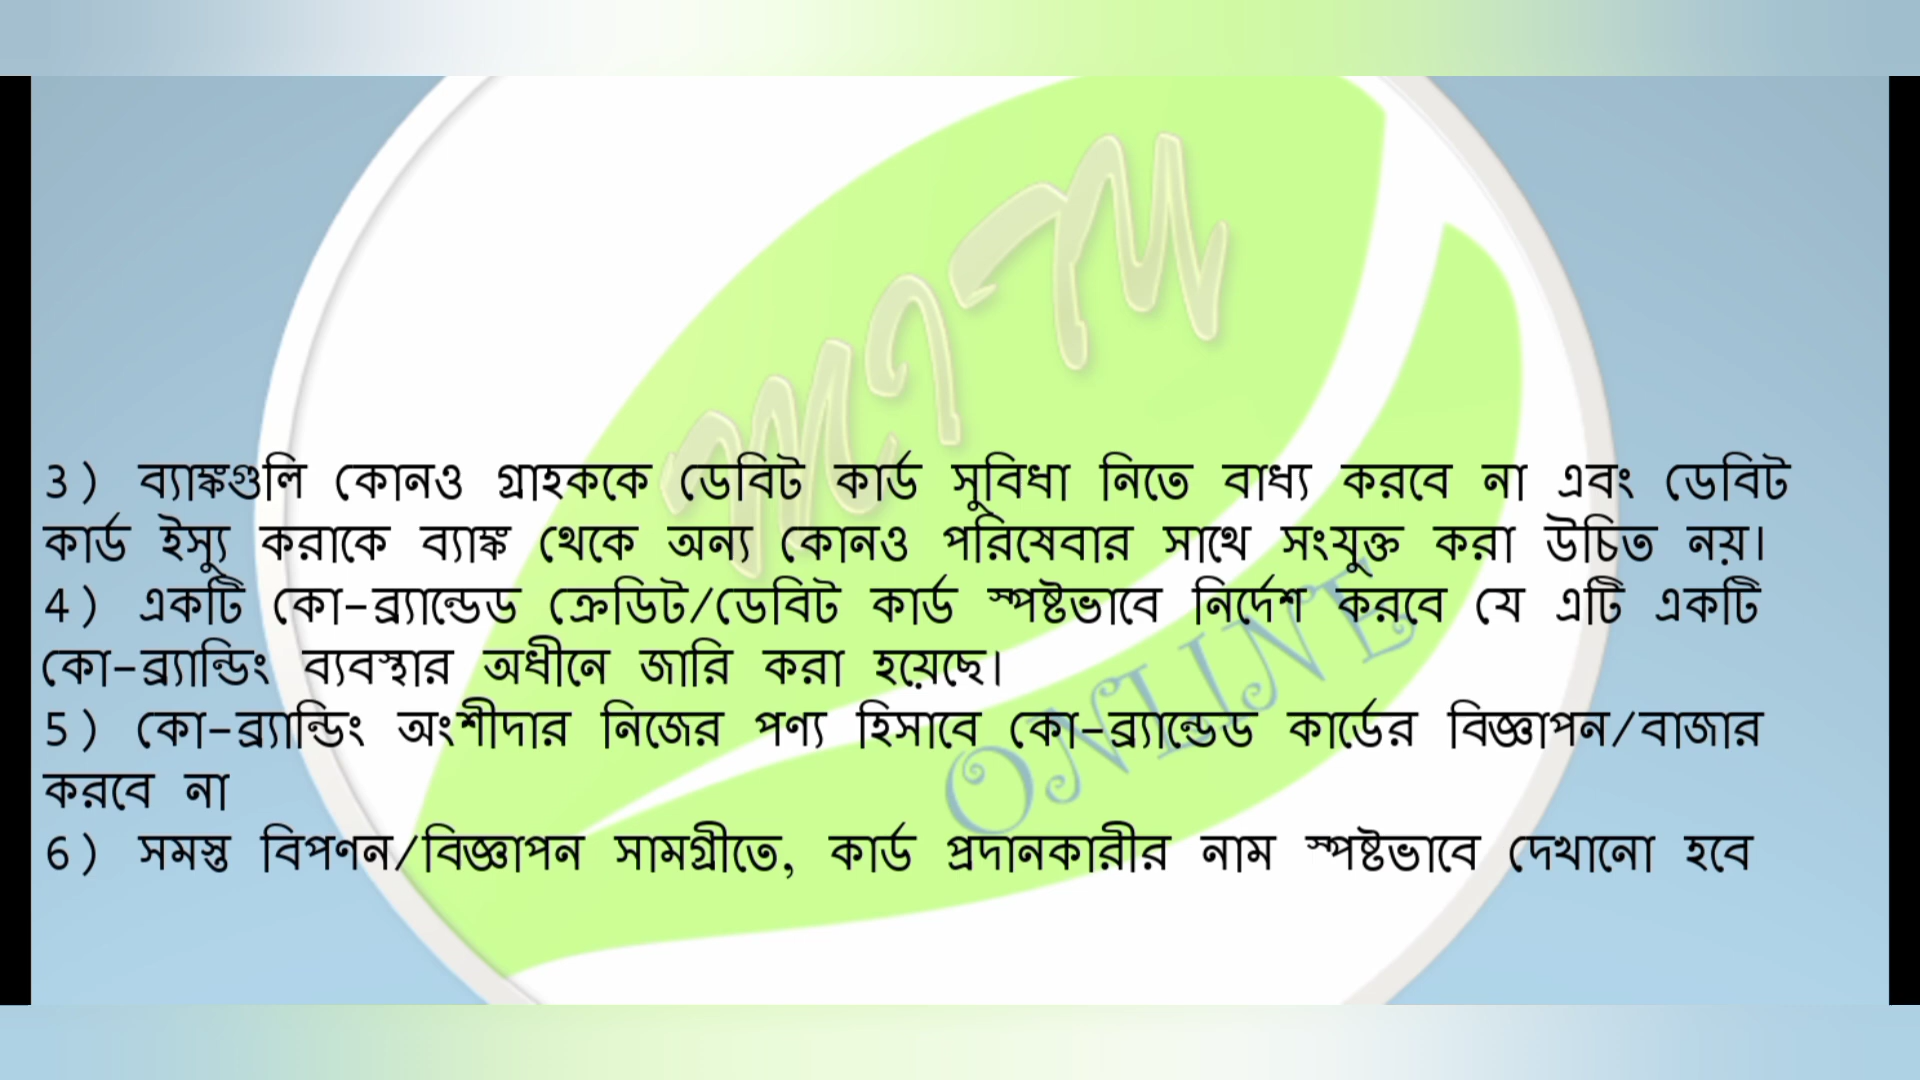 ONLINE
3) ব্যাঙ্কগুলি কোনও গ্রাহককে ডেবিট কার্ড সুবিধা নিতে বাধ্য করবে না এবং ডেবিট
কার্ড ইস্যু করাকে ব্যাঙ্ক থেকে অন্য কোনও পরিষেবার সাথে সংযুক্ত করা উচিত নয়।
4) একটি কো-ব্র্যান্ডেড ক্রেডিট/ডেবিট কার্ড স্পষ্টভাবে নির্দেশ করবে যে এটি একটি
কো-ব্র্যান্ডিং ব্যবস্থার অধীনে জারি করা হয়েছে।
5) কো-ব্র্যান্ডিং অংশীদার নিজের পণ্য হিসাবে কো-ব্র্যান্ডেড কার্ডের বিজ্ঞাপন/বাজার
করবে না
6) সমস্ত বিপণন/বিজ্ঞাপন সামগ্রীতে, কার্ড প্রদানকারীর নাম স্পষ্টভাবে দেখানো হবে